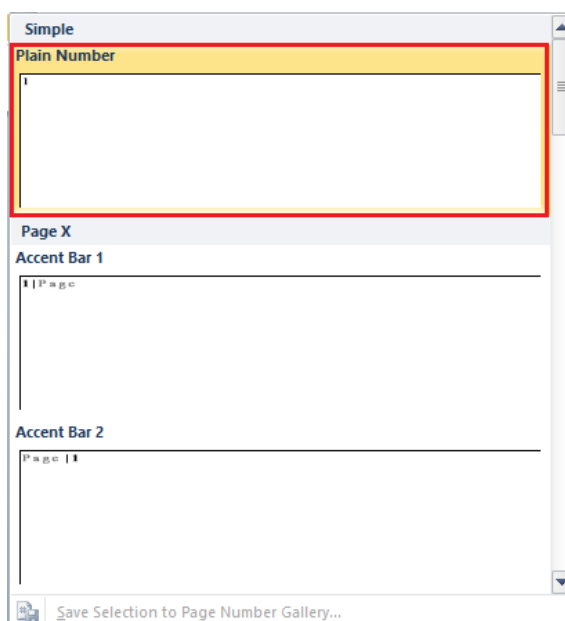 Simple
Plain Number
1
Page X
Accent Bar 1
1|Page
Accent Bar 2
Page |1
Save Selection to Page Number Gallery...